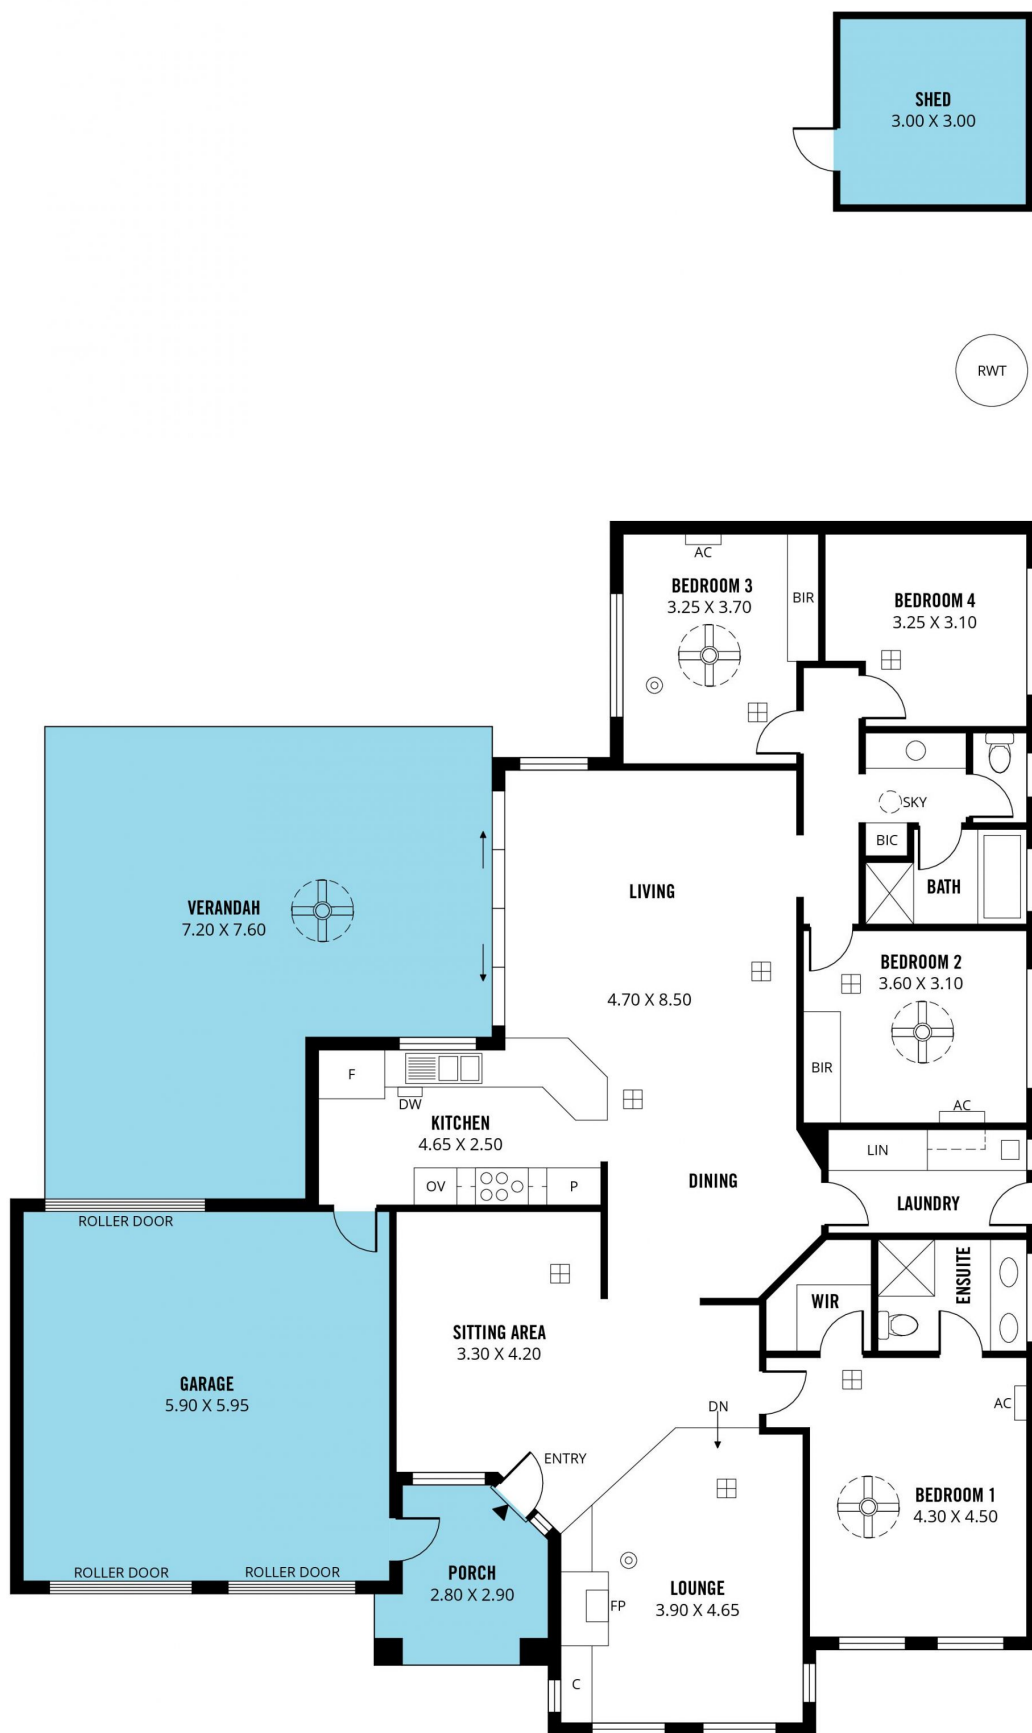 SHED
3.00 X 3.00
RWT
AC
BEDROOM 3
3.25 X 3.70
BIR
BEDROOM 4
3.25 X 3.10
SKY
BIC
BATH
LIVING
4.70 X 8.50
VERANDAH
7.20 X 7.60
BEDROOM 2
3.60 X 3.10
BIR
AC
F
DW
KITCHEN
4.65 X 2.50
OV
P
DINING
LIN
LAUNDRY
ROLLER DOOR
ENSUITE
WIR
SITTING AREA
3.30 X 4.20
GARAGE
5.90 X 5.95
DN
AC
ENTRY
BEDROOM 1
4.30 X 4.50
ROLLER DOOR
ROLLER DOOR
PORCH
2.80 X 2.90
LOUNGE
3.90 X 4.65
FP
C